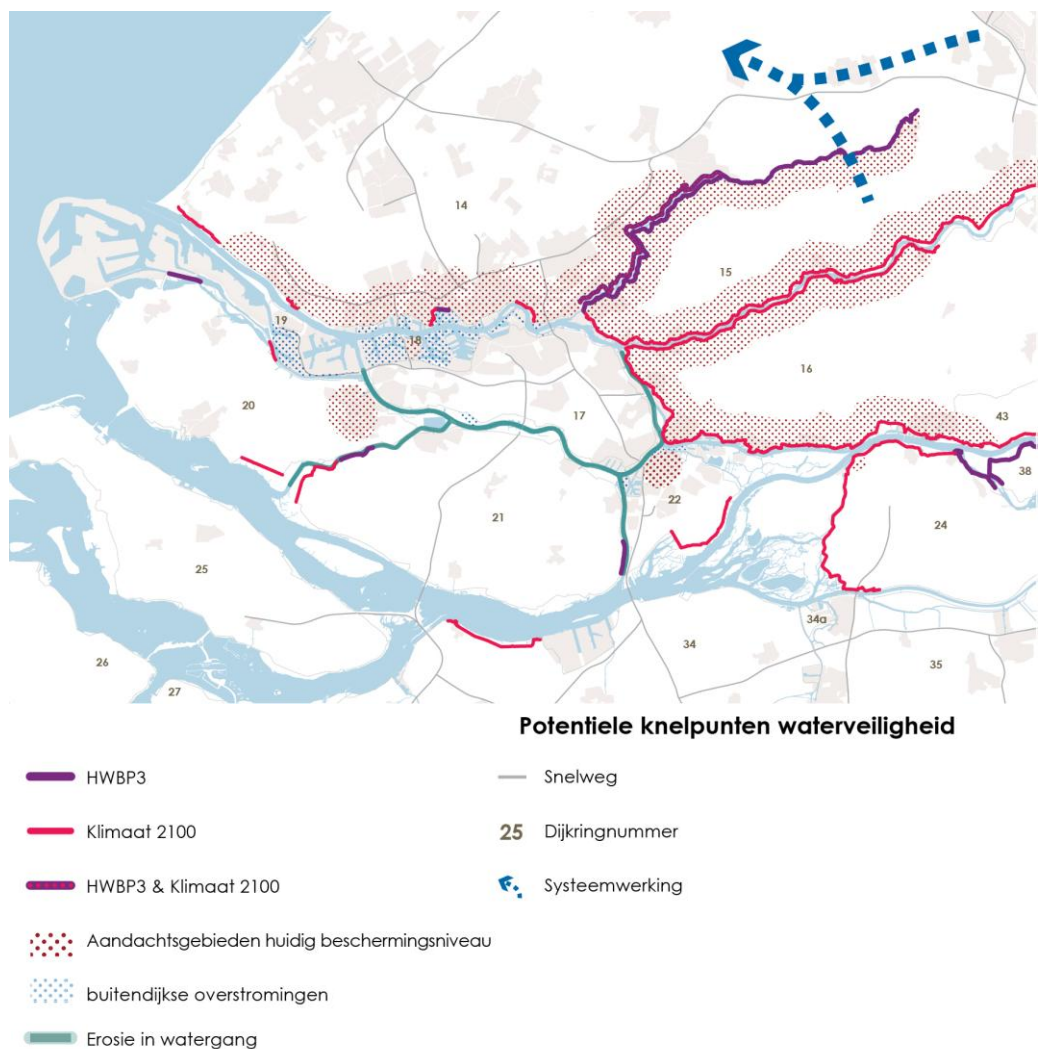 14
15
19
18
16
20
17
43
38
22
21
24
25
34a
34
26
35
27
Potentiele knelpunten waterveiligheid
HWBP3
Snelweg
Klimaat 2100
25 Dijkringnummer
HWBP3 & Klimaat 2100
Systeemwerking
Aandachtsgebieden huidig beschermingsniveau
buitendijkse overstromingen
Erosie in watergang